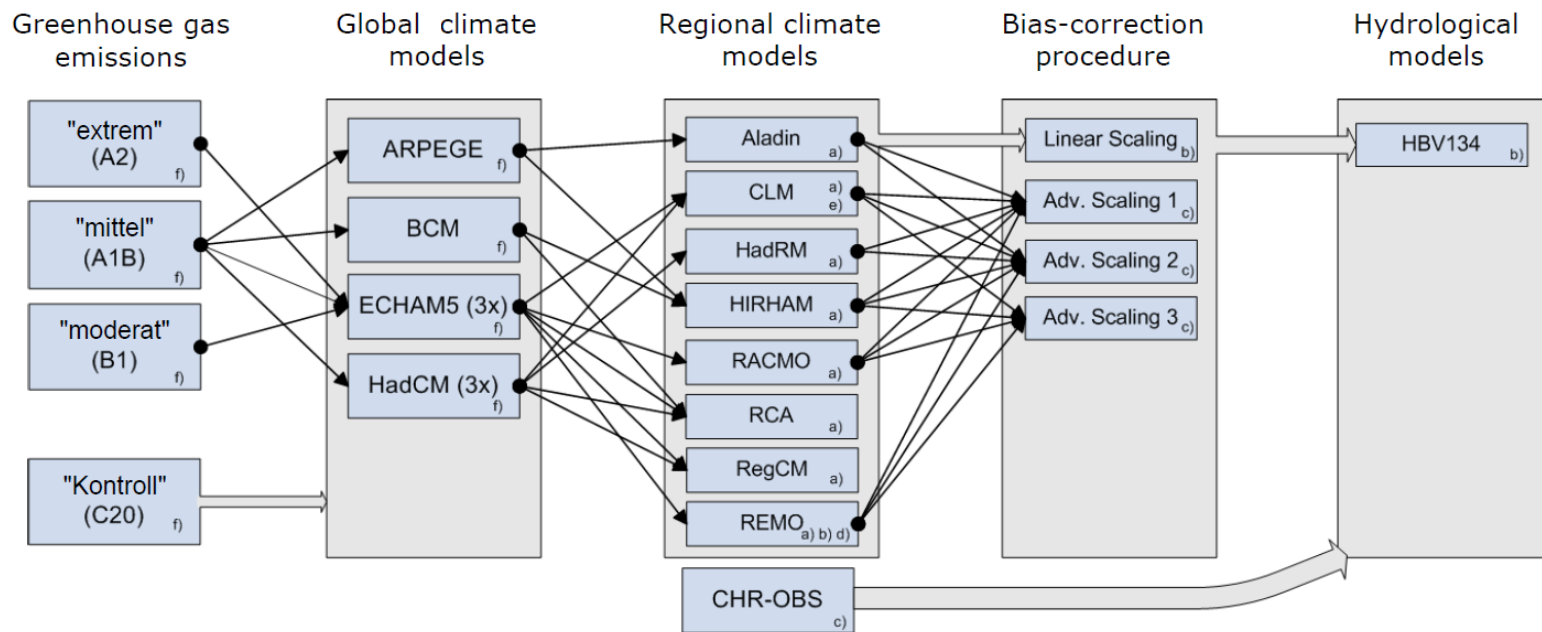 Greenhouse gas
emissions
Global climate
models
Regional climate
models
Bias-correction
procedure
Hydrological
models
"extrem"
(A2)
f)
"mittel"
(A1B)
f)
"moderat"
(B1)
f)
"Kontroll"
(C20)
f)
ARPEGE
f)
BCM
f)
ECHAM5 (3x)
f)
HadCM (3x)
f)
Aladin
a)
CLM
a)
e)
HadRM
a)
HIRHAM
a)
RACMO
a)
RCA
a)
RegCM
a)
REMO
a) b) d)
CHR-OBS
c)
Linear Scaling
b)
Adv. Scaling 1
c)
Adv. Scaling 2
c)
Adv. Scaling 3
c)
HBV134
b)